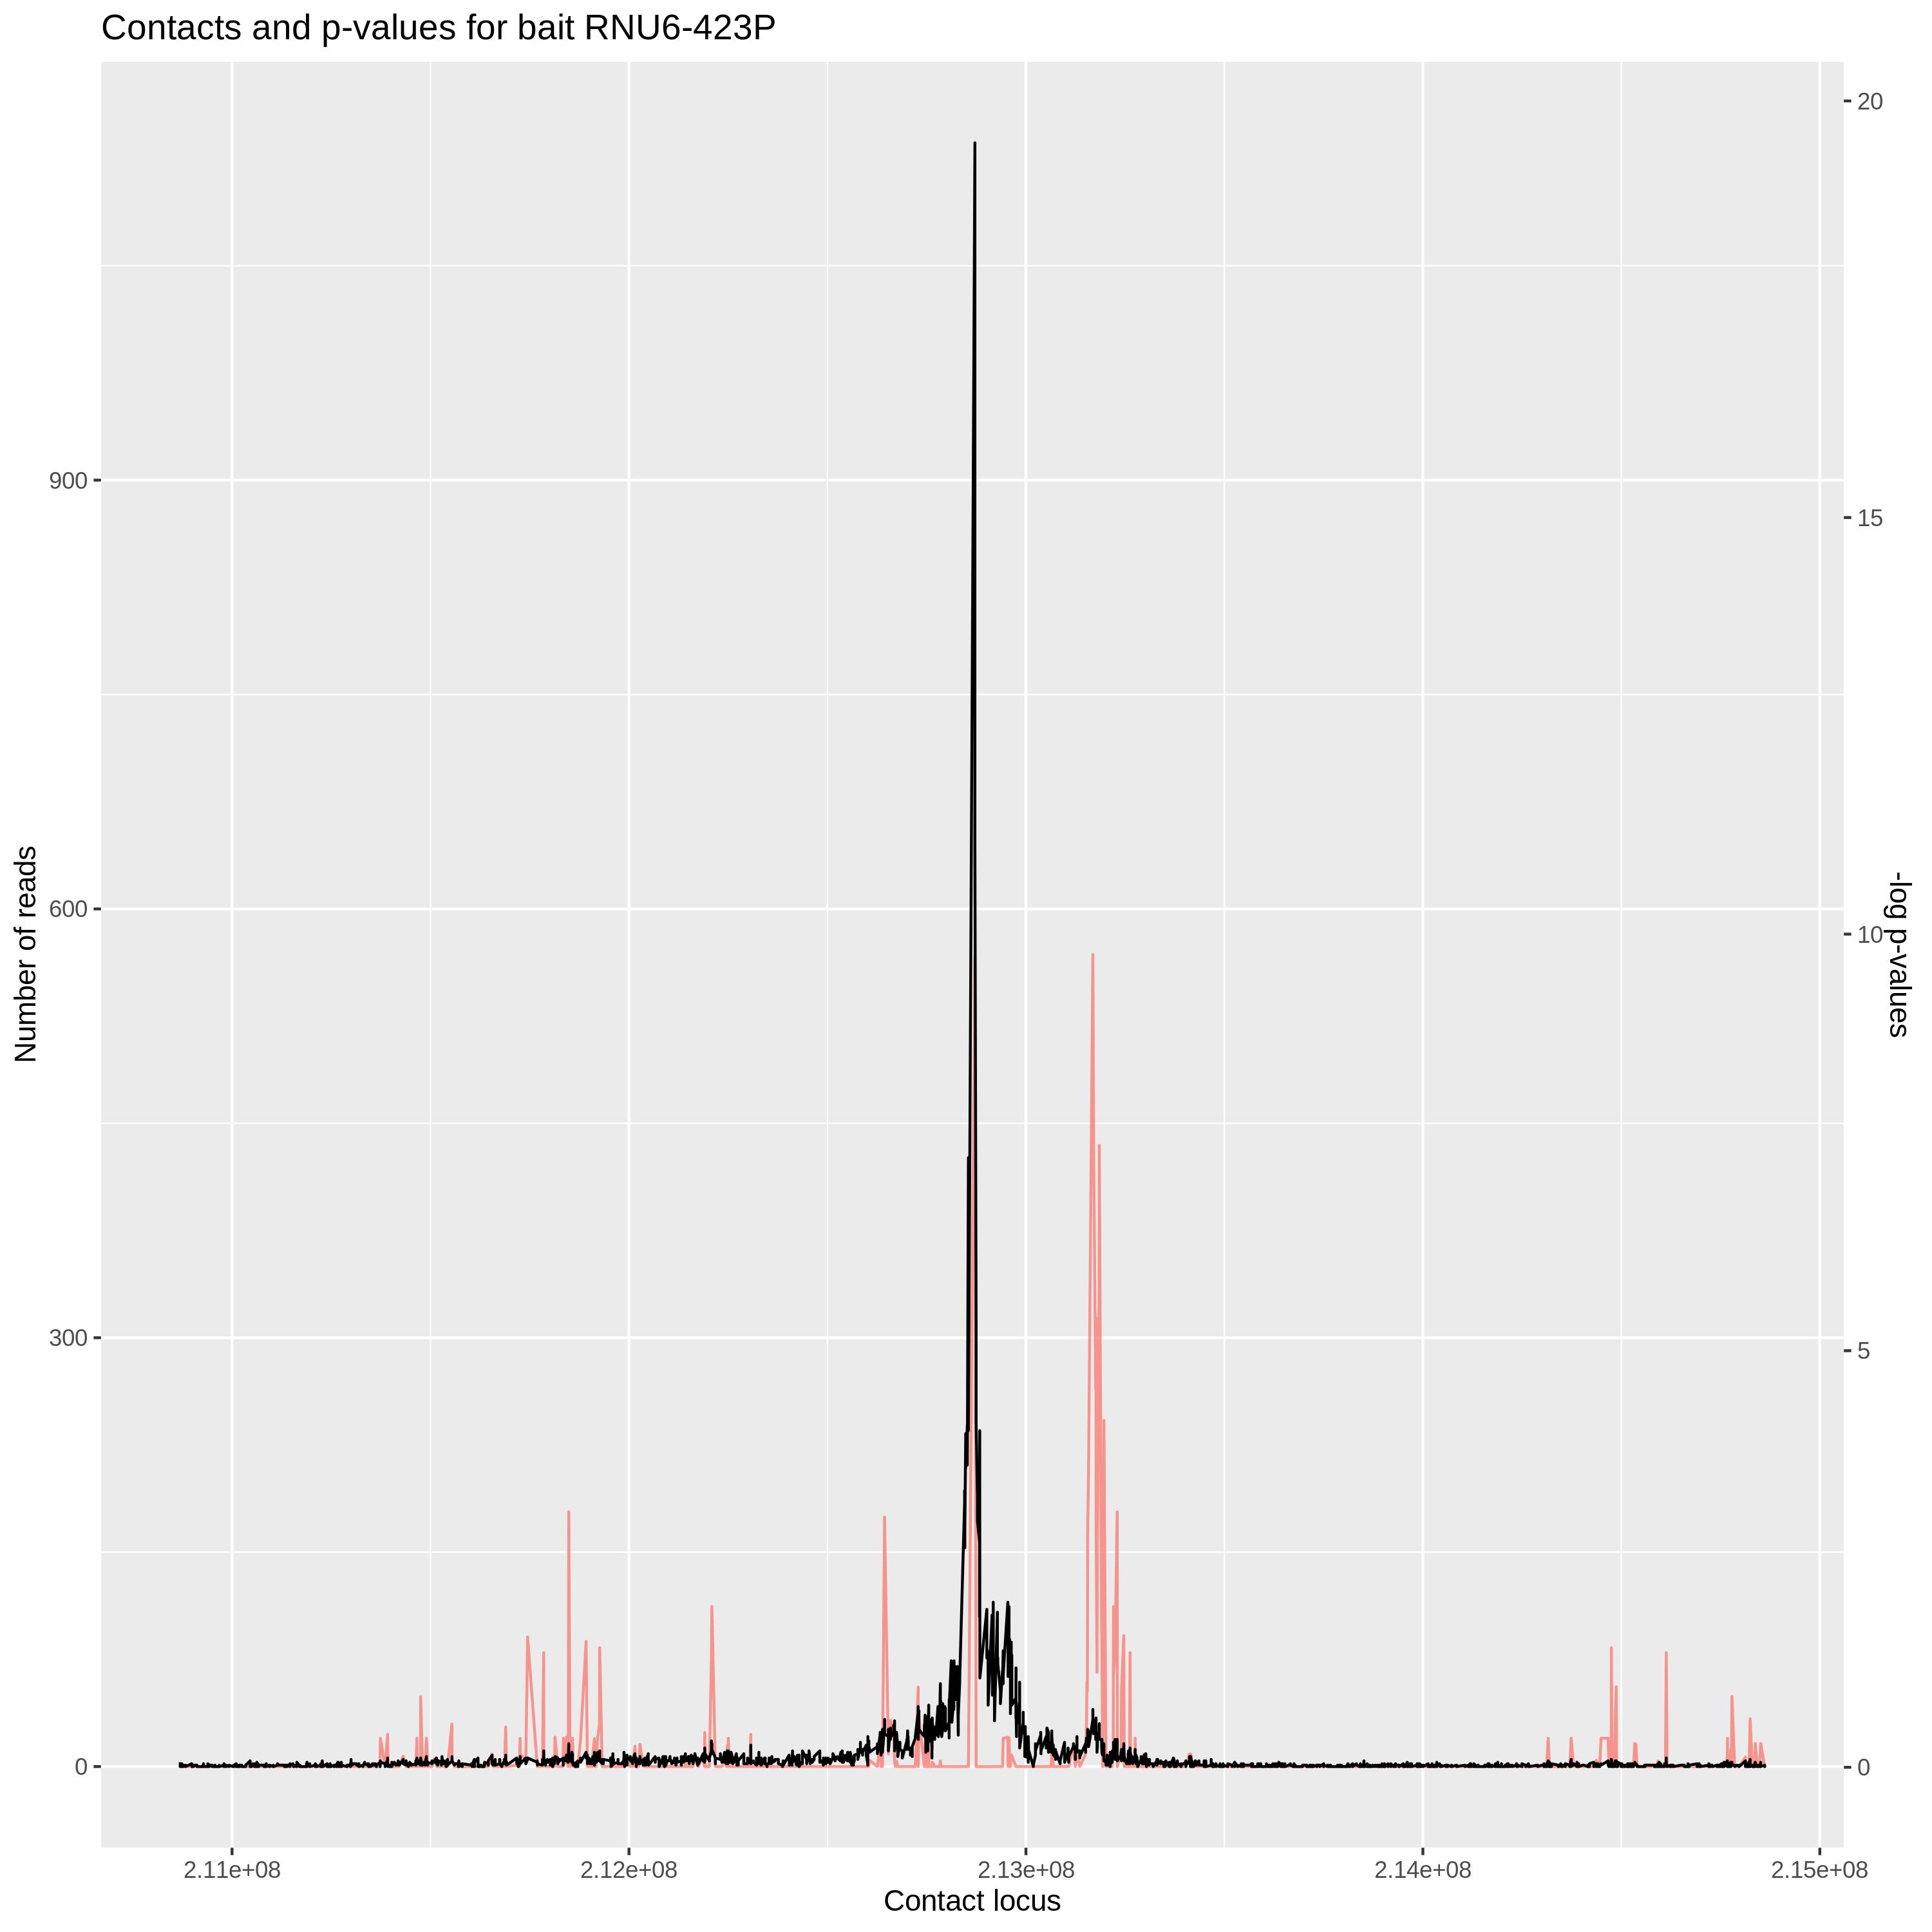 Contacts and p-values for bait RNU6-423P
Number of reads
900
600
300
0
20
15
10
5
0
-log p-values
2.11e+08 2.12e+08 2.13e+08 2.14e+08 2.15e+08
Contact locus